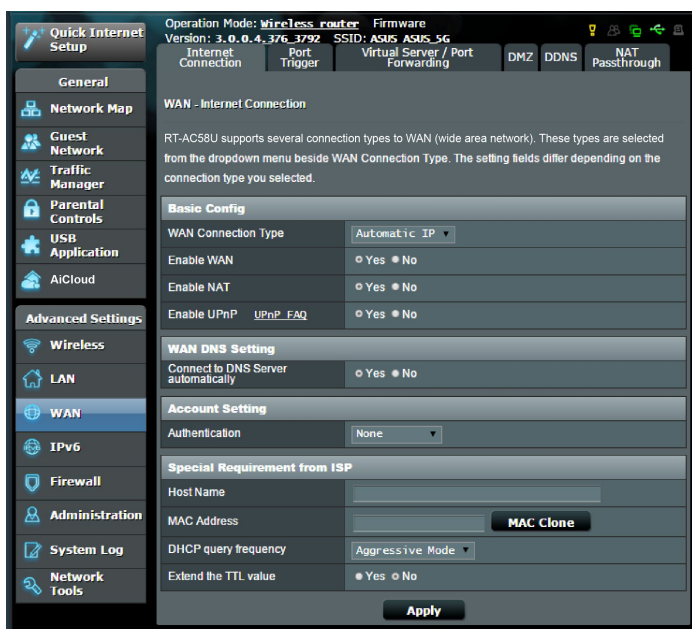 Quick Internet
Setup
General
Network Map
Guest
Network
Traffic
Manager
Parental
Controls
USB
Application
AiCloud
Advanced Settings
Wireless
LAN
WAN
IPv6
Firewall
Administration
System Log
Network
Tools
Operation Mode: Wireless router Firmware
Version: 3.0.0.4.376_3792 SSID: ASUS ASUS_5G
Internet
Connection
Port
Trigger
Virtual Server / Port
Forwarding
DMZ
DDNS
NAT
Passthrough
WAN - Internet Connection
RT-AC58U supports several connection types to WAN (wide area network). These types are selected
from the dropdown menu beside WAN Connection Type. The setting fields differ depending on the
connection type you selected.
Basic Config
WAN Connection Type Automatic IP
Enable WAN Yes No
Enable NAT Yes No
Enable UPnP UPnP FAQ Yes No
WAN DNS Setting
Connect to DNS Server
automatically
Yes No
Account Setting
Authentication None
Special Requirement from ISP
Host Name
MAC Address MAC Clone
DHCP query frequency Aggressive Mode
Extend the TTL value Yes No
Apply